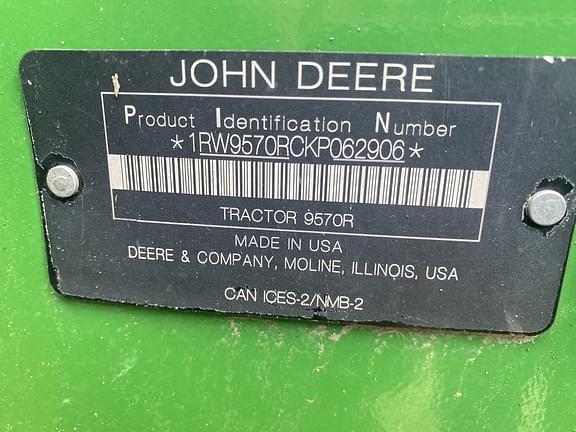 JOHN DEERE
Product Identification Number
*1RW9570RCKP062906*
TRACTOR 9570R
MADE IN USA
DEERE & COMPANY, MOLINE, ILLINOIS, USA
CAN ICES-2/NMB-2